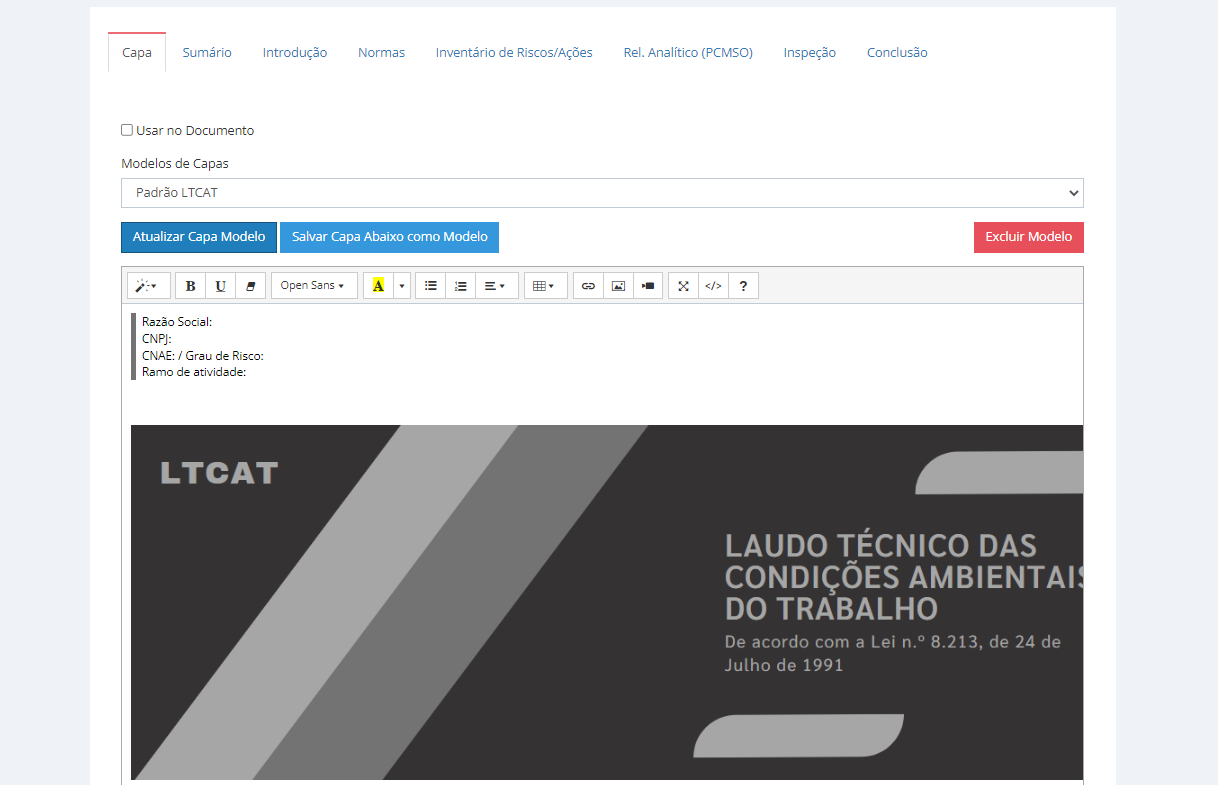 Capa Sumário Introdução Normas Inventário de Riscos/Ações Rel. Analítico (PCMSO) Inspeção Conclusão
Usar no Documento
Modelos de Capas
Padrão LTCAT
Atualizar Capa Modelo Salvar Capa Abaixo como Modelo Excluir Modelo
B U Open Sans A </> ?
Razão Social:
CNPJ:
CNAE: / Grau de Risco:
Ramo de atividade:
LTCAT
LAUDO TÉCNICO DAS
CONDIÇÕES AMBIENTAIS
DO TRABALHO
De acordo com a Lei n.º 8.213, de 24 de
Julho de 1991